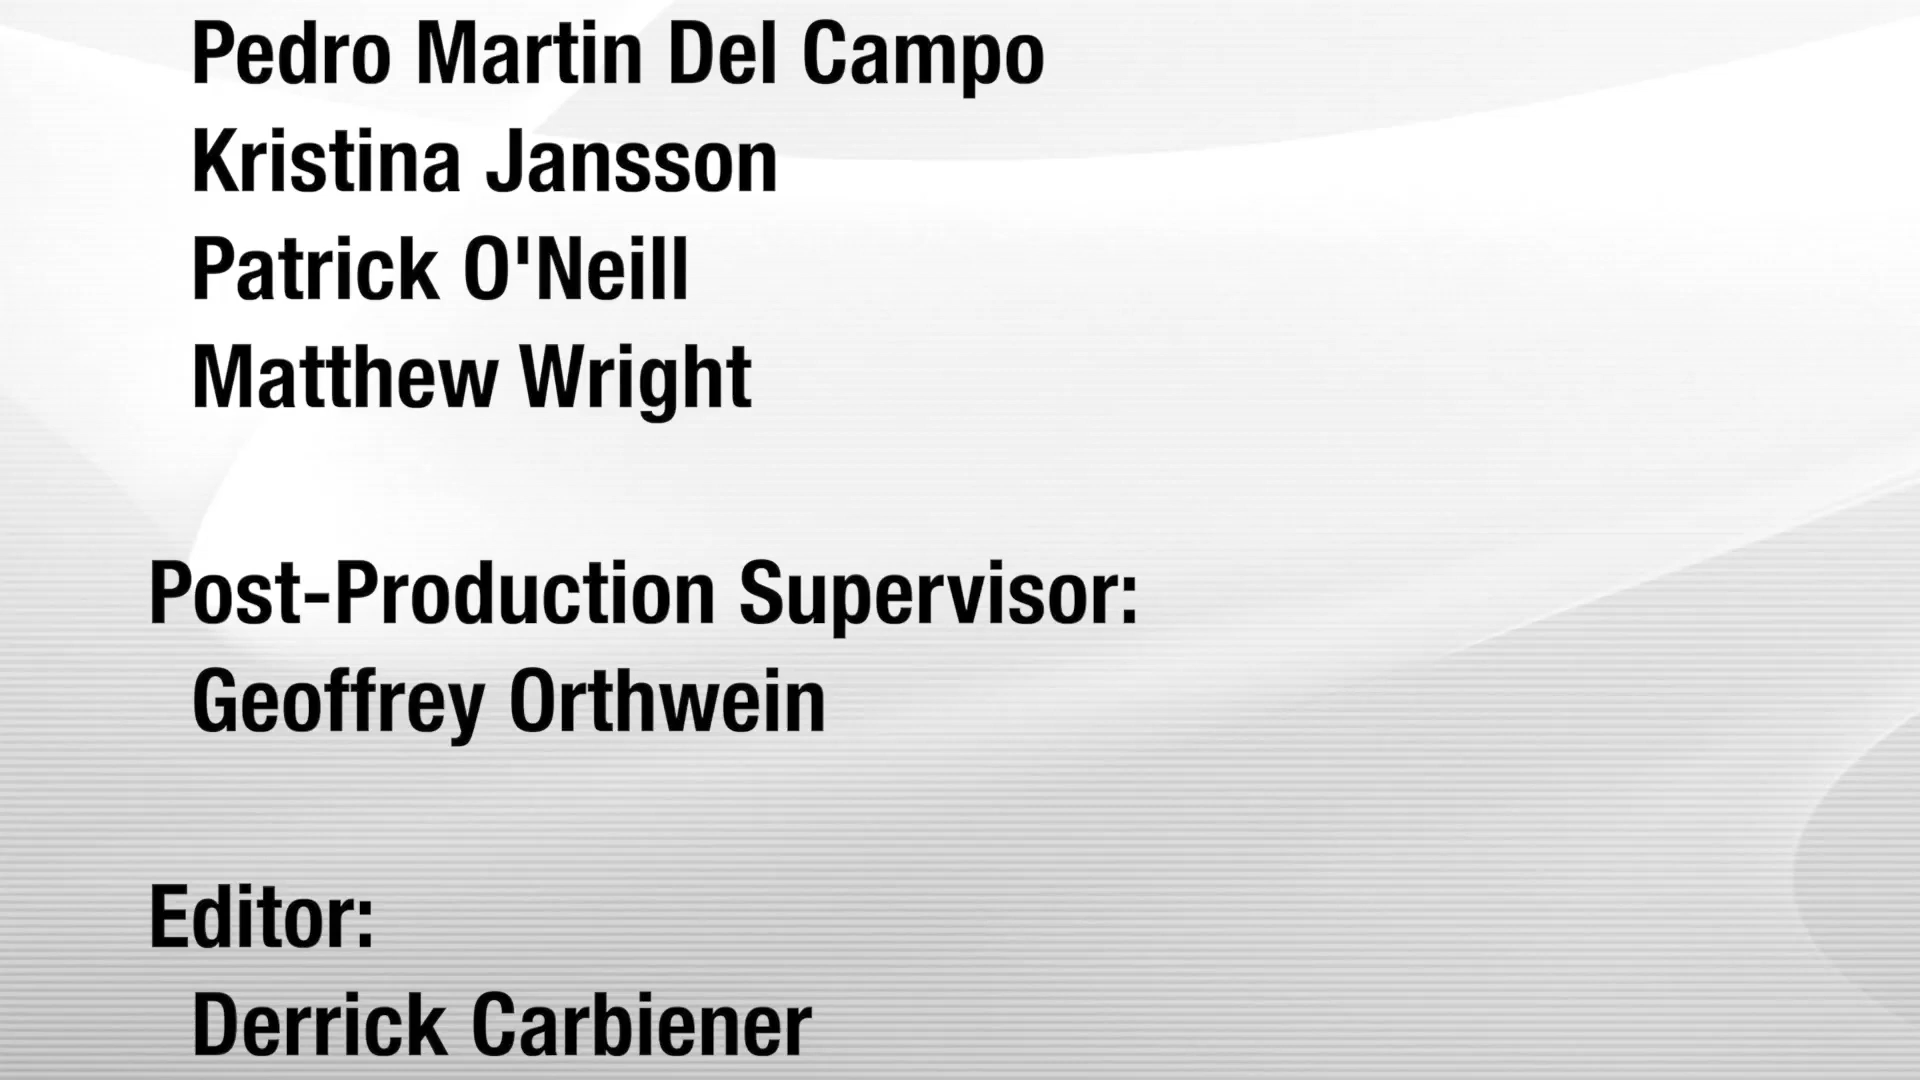 Pedro Martin Del Campo
Kristina Jansson
Patrick O'Neill
Matthew Wright
Post-Production Supervisor:
Geoffrey Orthwein
Editor:
Derrick Carbiener